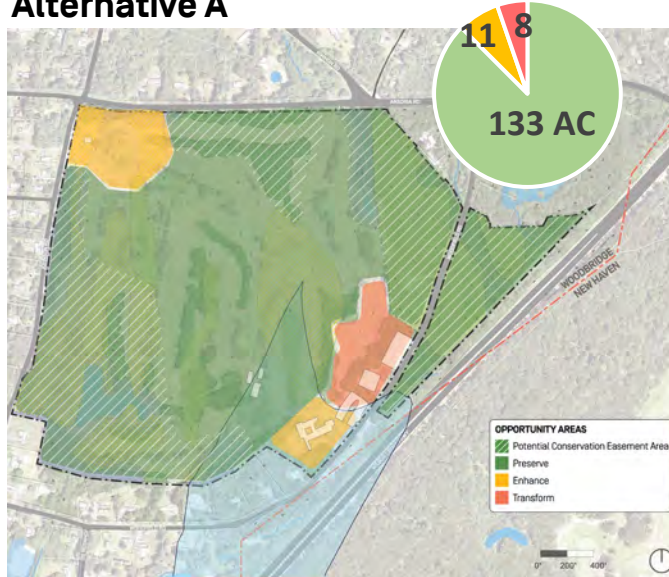 Alternative A
11
8
133 AC
WOODBRIDGE
NEW HAVEN
OPPORTUNITY AREAS
Potential Conservation Easement Area
Preserve
Enhance
Transform
0' 200' 400'